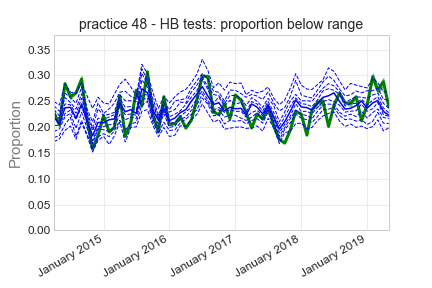 practice 48 - HB tests: proportion below range
Proportion
0.35
0.30
0.25
0.20
0.15
0.10
0.05
0.00
January 2015
January 2016
January 2017
January 2018
January 2019